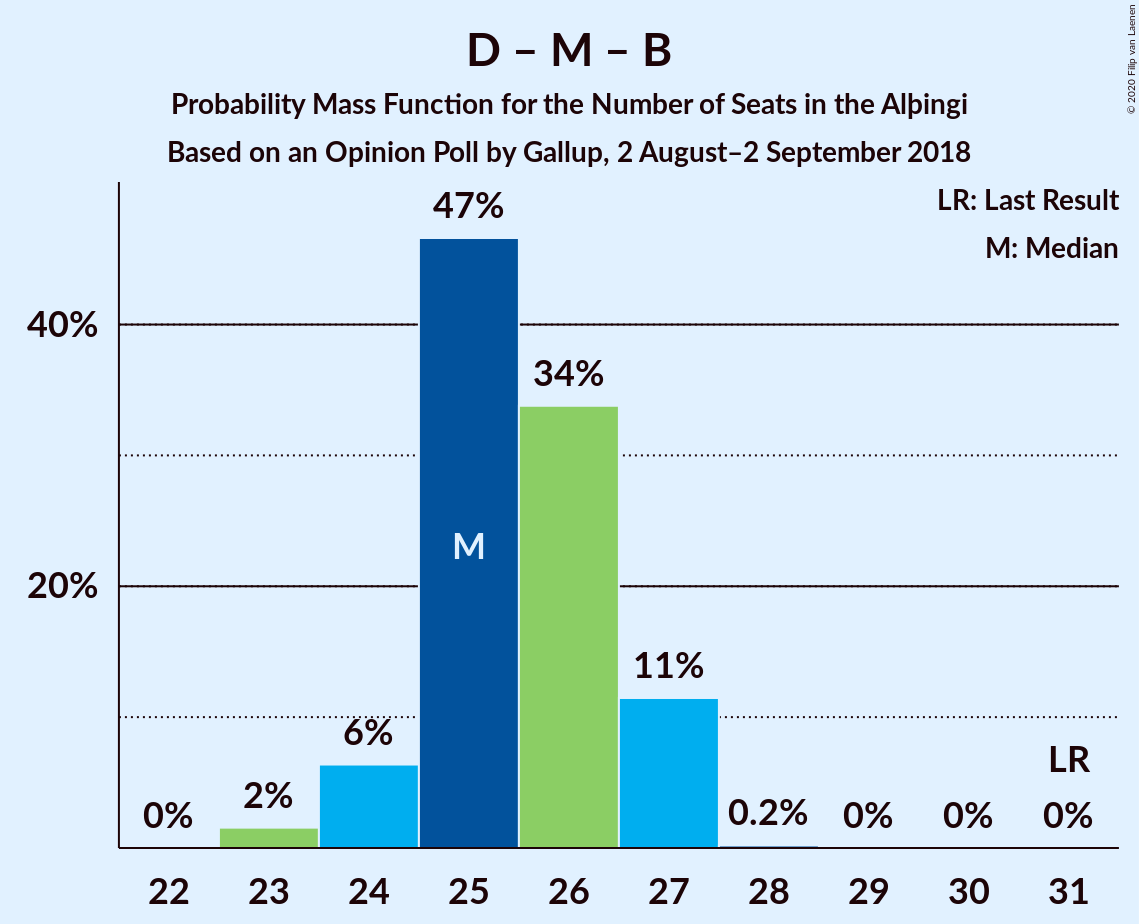 D – M – B
Probability Mass Function for the Number of Seats in the Alþingi
Based on an Opinion Poll by Gallup, 2 August–2 September 2018
© 2020 Filip van Laenen
LR: Last Result
M: Median
47%
40%
34%
M
20%
11%
6%
LR
2%
0%
0.2%
0%
0%
0%
22 23 24 25 26 27 28 29 30 31